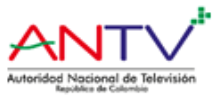 ANTV
Autoridad Nacional de Televisión
República de Colombia